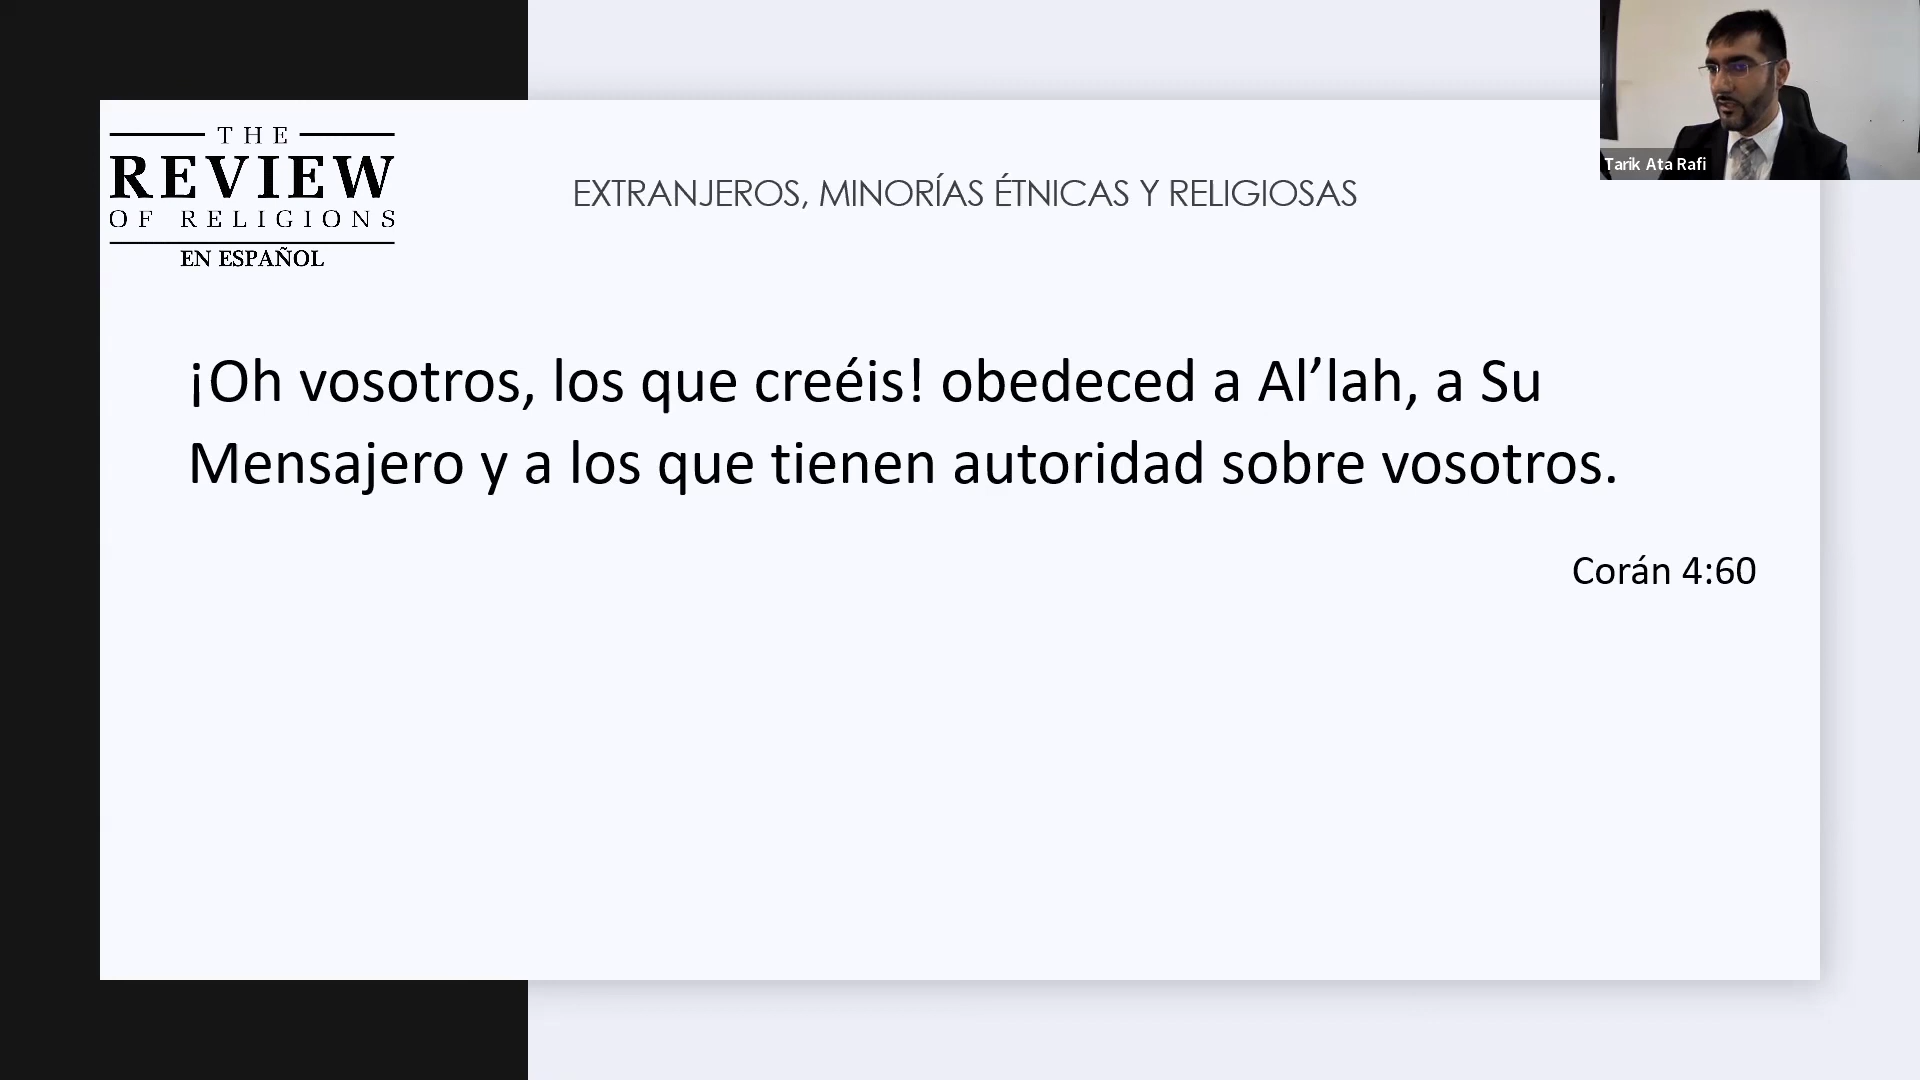 THE
REVIEW
OF RELIGIONS
EN ESPAÑOL
EXTRANJEROS, MINORÍAS ÉTNICAS Y RELIGIOSAS
Tarik Ata Rafi
¡Oh vosotros, los que creéis! obedeced a Al’lah, a Su
Mensajero y a los que tienen autoridad sobre vosotros.
Corán 4:60